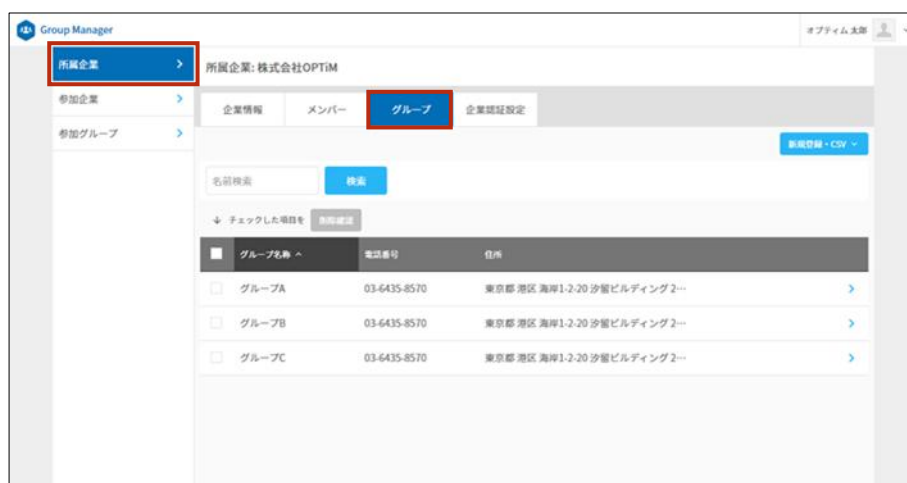 Group Manager
オプティム太郎
所属企業
所属企業: 株式会社OPTiM
参加企業
参加グループ
企業情報 メンバー グループ 企業認証設定
新規登録・CSV
名前検索 検索
チェックした項目を 削除確認
グループ名称 電話番号 住所
グループA 03-6435-8570 東京都 港区 海岸1-2-20 汐留ビルディング 2…
グループB 03-6435-8570 東京都 港区 海岸1-2-20 汐留ビルディング 2…
グループC 03-6435-8570 東京都 港区 海岸1-2-20 汐留ビルディング 2…